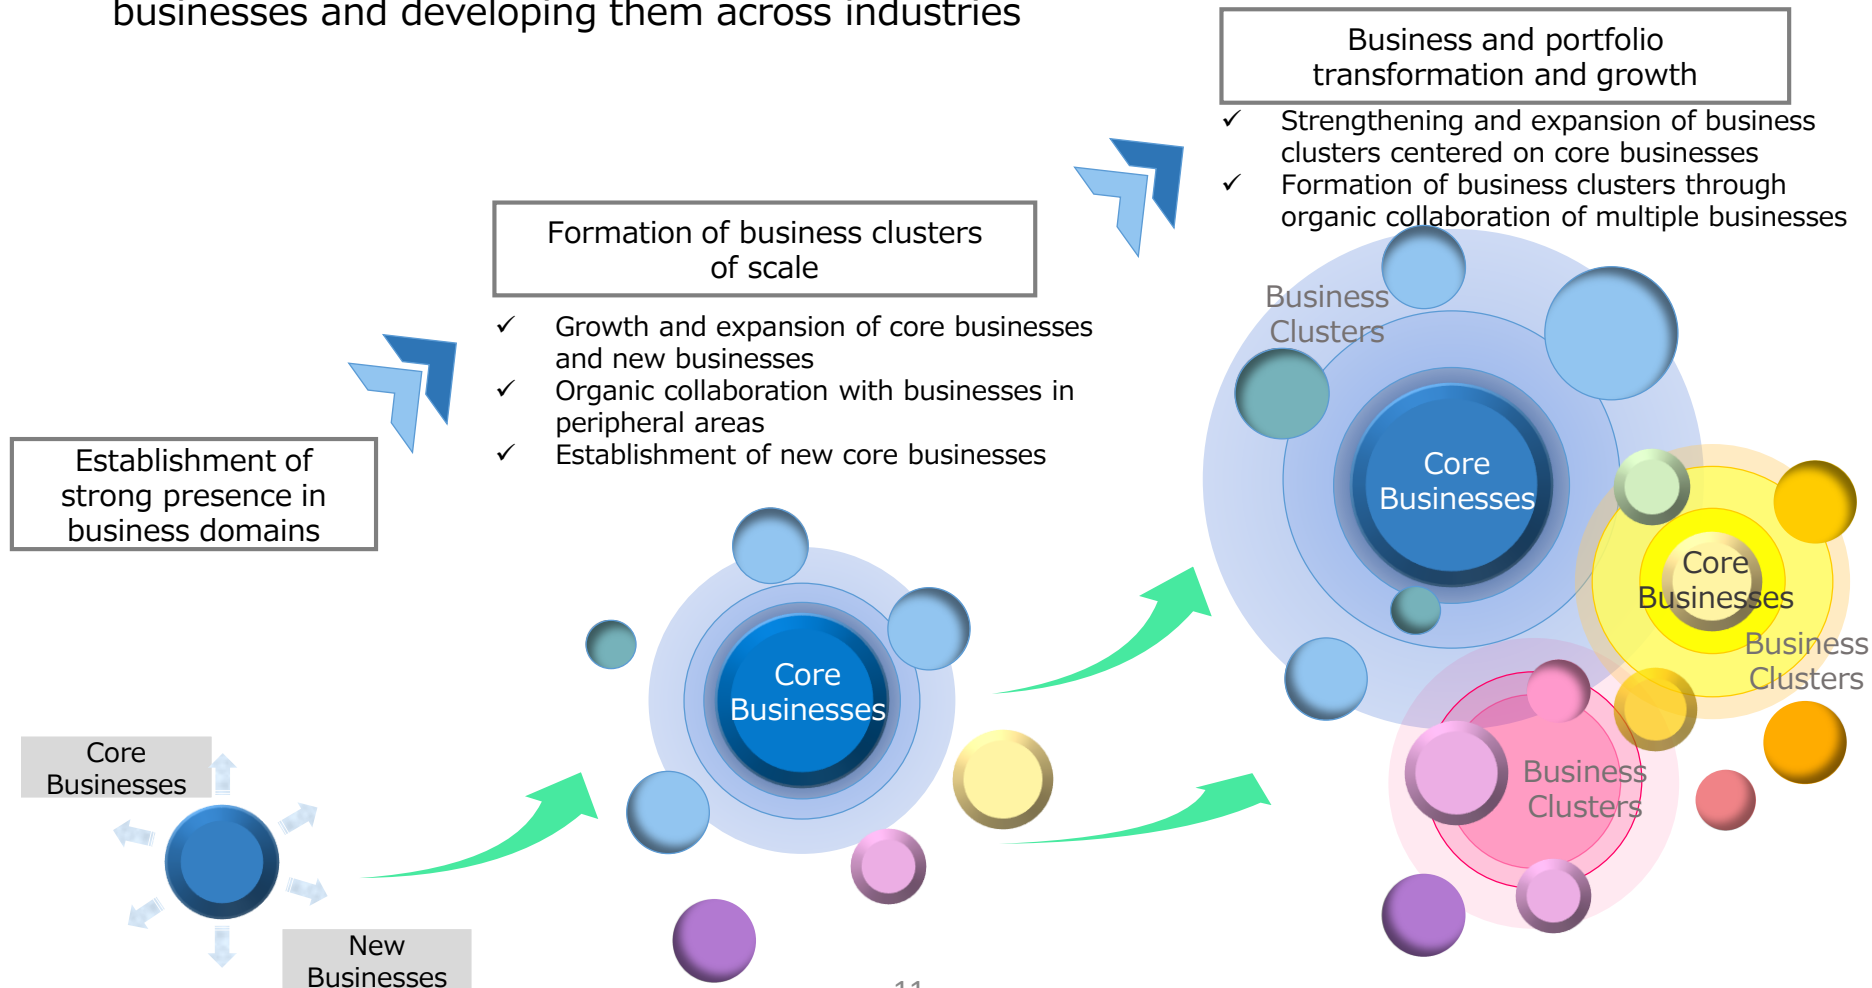 businesses and developing them across industries
Business and portfolio
transformation and growth
✓ Strengthening and expansion of business
clusters centered on core businesses
✓ Formation of business clusters through
organic collaboration of multiple businesses
Formation of business clusters
of scale
✓ Growth and expansion of core businesses
and new businesses
✓ Organic collaboration with businesses in
peripheral areas
✓ Establishment of new core businesses
Establishment of
strong presence in
business domains
Business
Clusters
Core
Businesses
Core
Businesses
Business
Clusters
Business
Clusters
Core
Businesses
Core
Businesses
New
Businesses
11